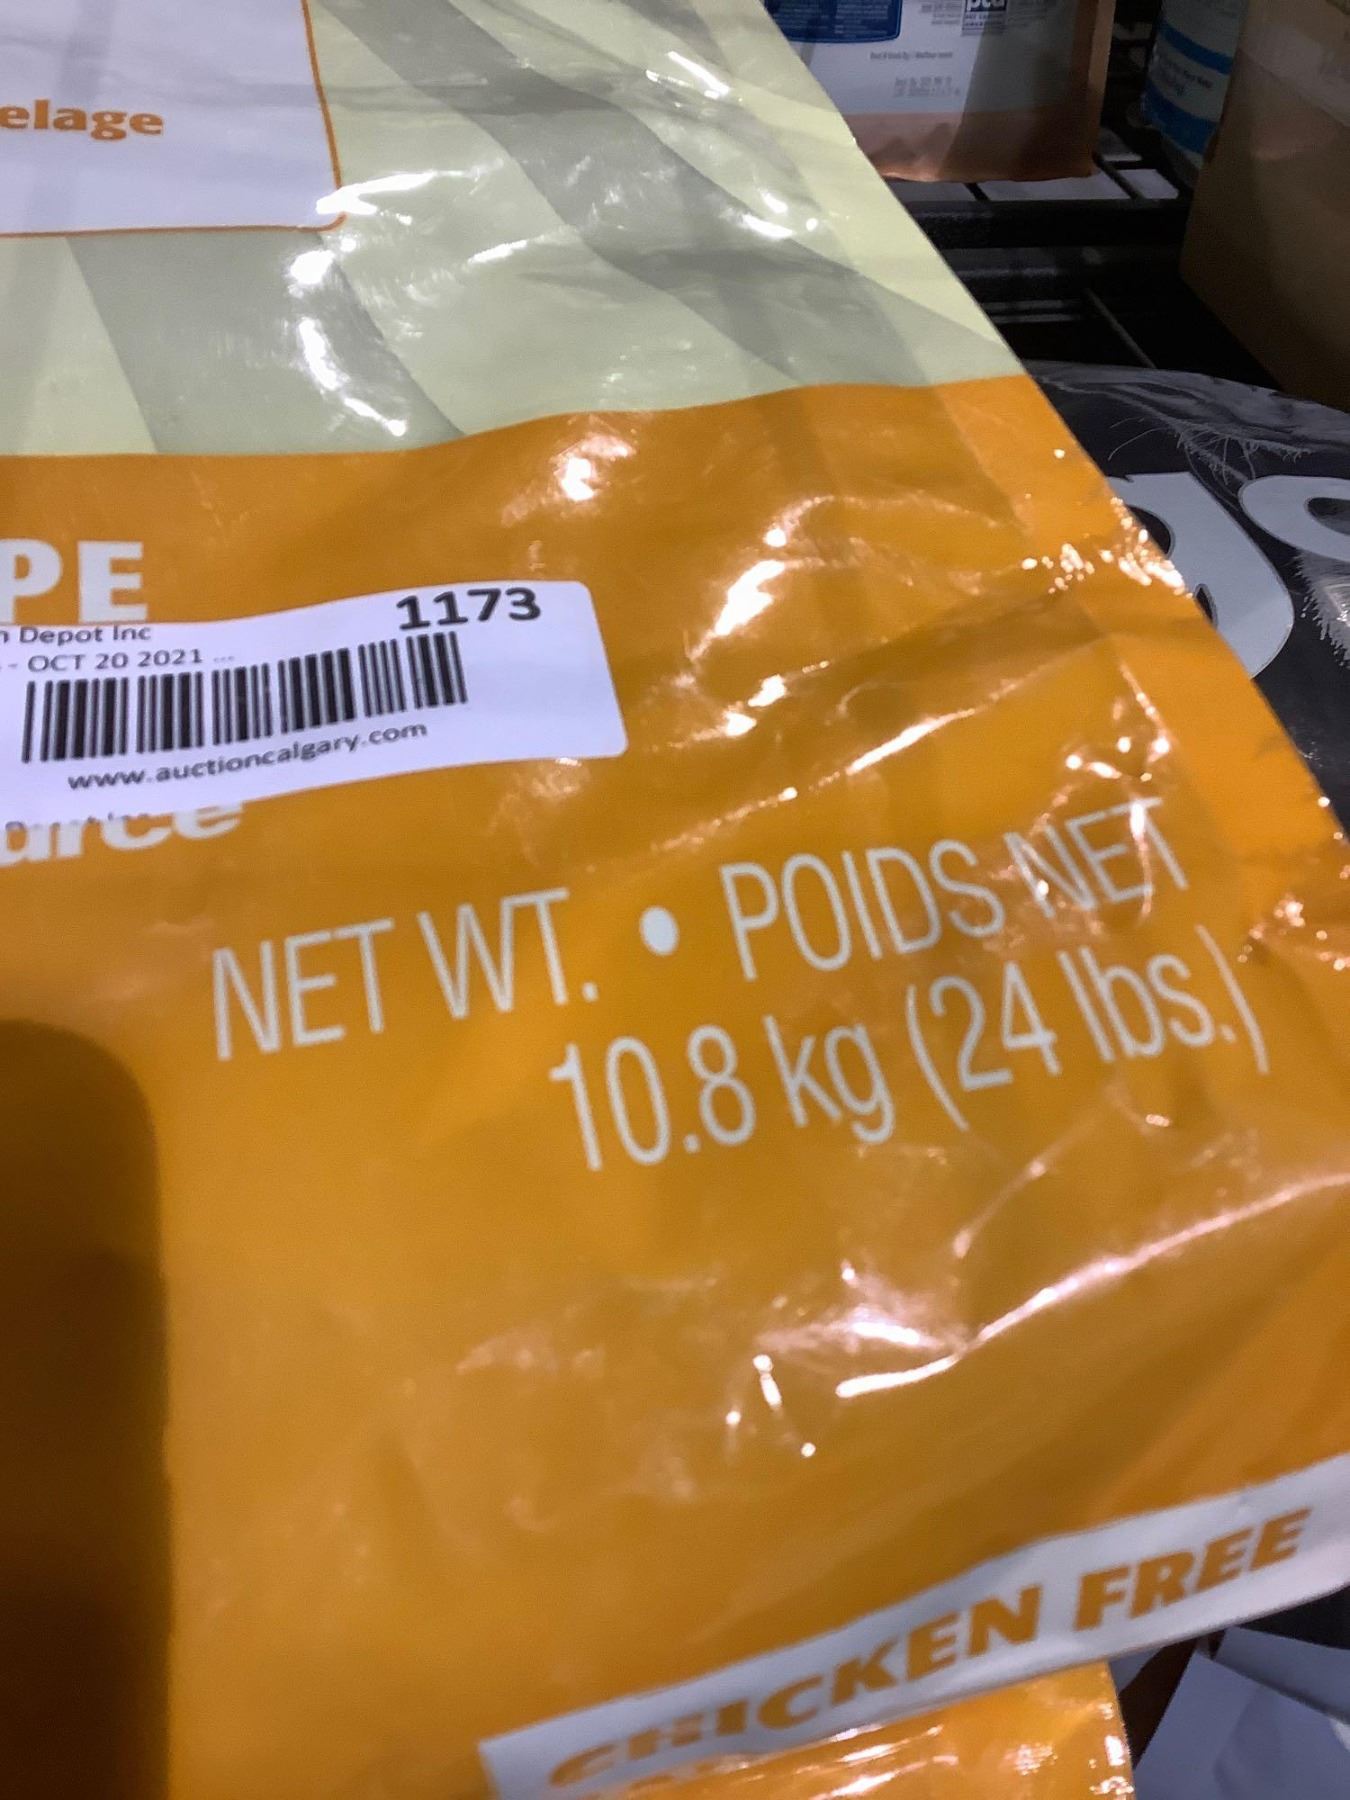 elage
PE
Depot Inc
1173
- OCT 20 2021 ...
www.auctioncalgary.com
urce
NET WT. • POIDS NET
10.8 kg (24 lbs.)
CHICKEN FREE